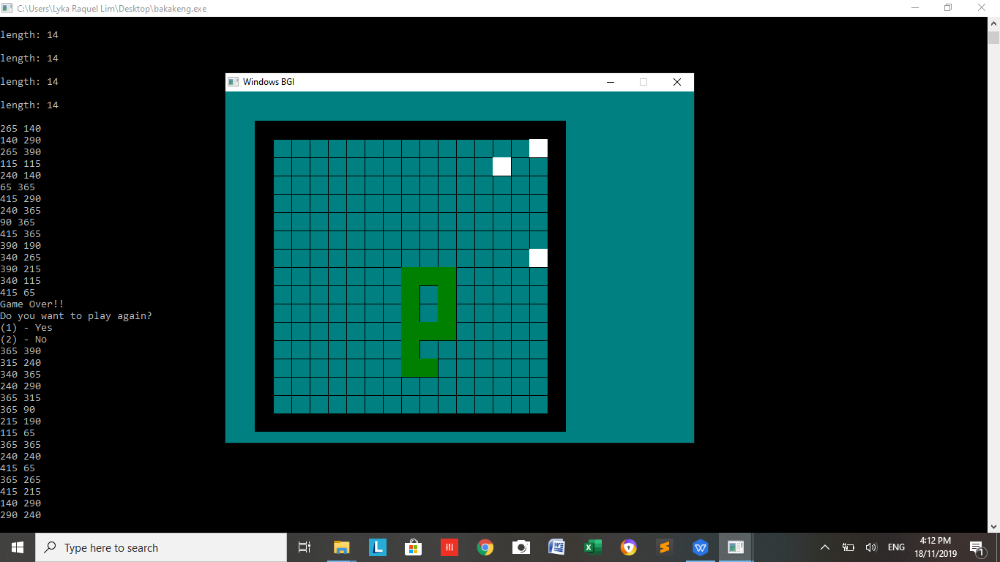 C:\Users\Lyka Raquel Lim\Desktop\bakakeng.exe
length: 14
length: 14
length: 14
length: 14
265 140
140 290
265 390
115 115
240 140
65 365
415 290
240 365
90 365
415 365
390 190
340 265
390 215
340 115
415 65
Game Over!!
Do you want to play again?
(1) - Yes
(2) - No
365 390
315 240
340 365
240 290
365 315
365 90
215 190
115 65
365 365
240 240
415 65
365 265
415 215
140 290
290 240
Windows BGI
Type here to search
ENG
4:12 PM
18/11/2019
1